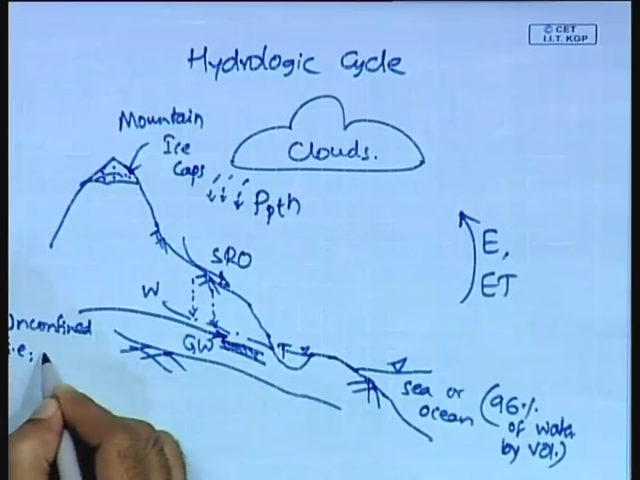 © CET
I.I.T. KGP
Hydrologic Cycle
Mountain
Ice
Caps
Clouds.
Ppth
SRO
E,
ET
W
Unconfined
i.e;
GW
sea or
ocean (96%
of water
by vol.)